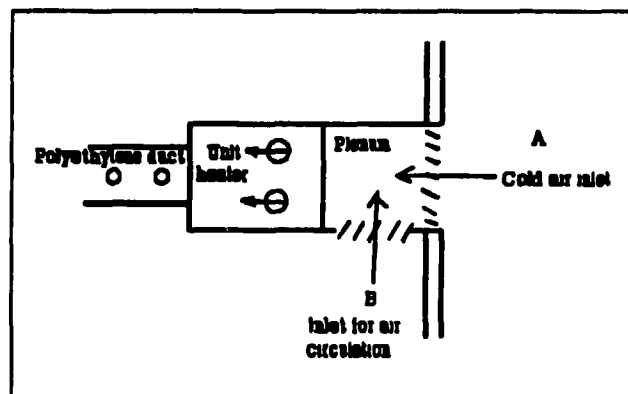 Polyethylene duct
Unit
heater
Plenum
A
Cold air inlet
B
Inlet for air
circulation